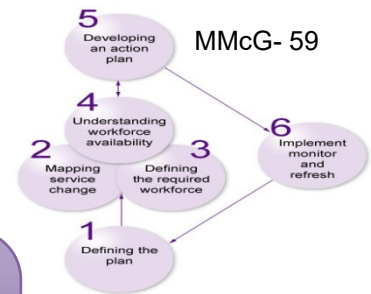 MMcG- 59
5
Developing
an action
plan
4
Understanding
workforce
availability
2
Mapping
service
change
3
Defining
the required
workforce
6
Implement
monitor
and
refresh
1
Defining the
plan